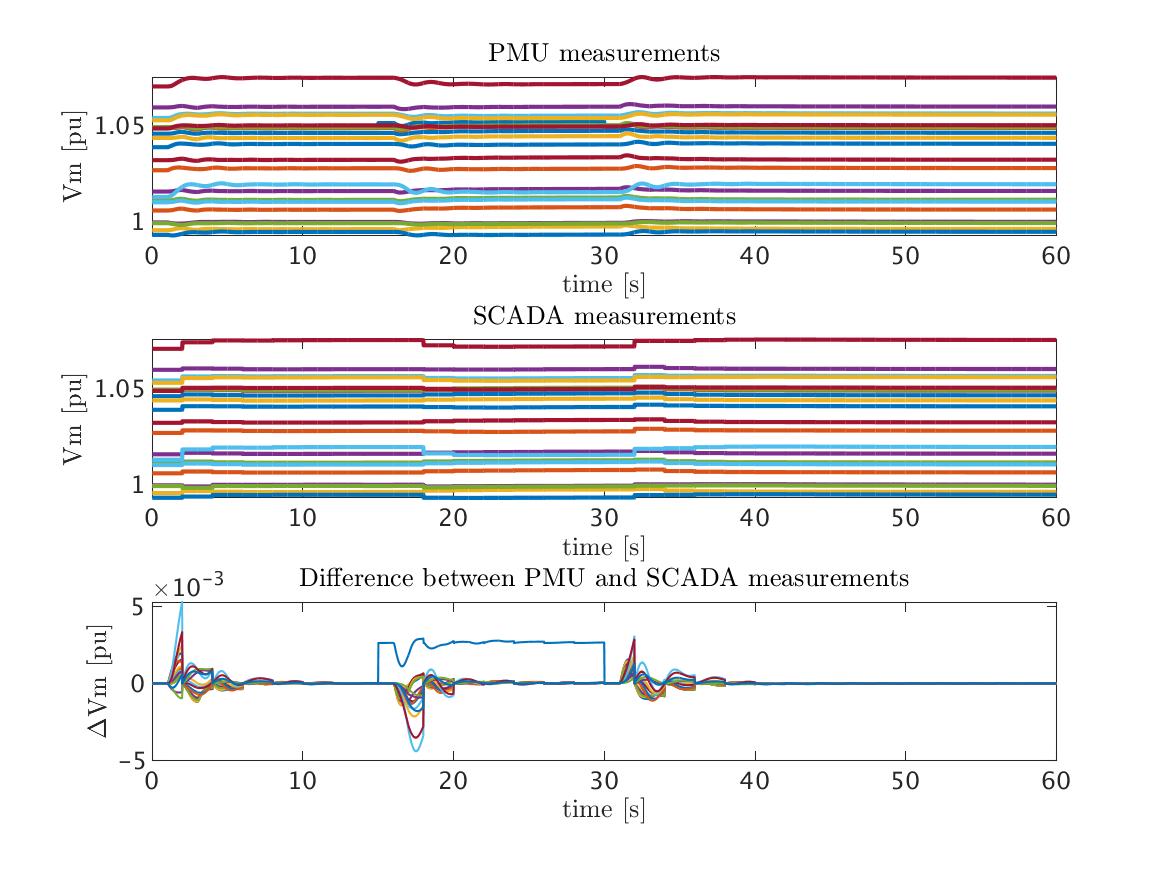 PMU measurements
Vm [pu]
1.05
1
0 10 20 30 40 50 60
time [s]
SCADA measurements
Vm [pu]
1.05
1
0 10 20 30 40 50 60
time [s]
Difference between PMU and SCADA measurements
×10⁻³
ΔVm [pu]
5
0
-5
0 10 20 30 40 50 60
time [s]